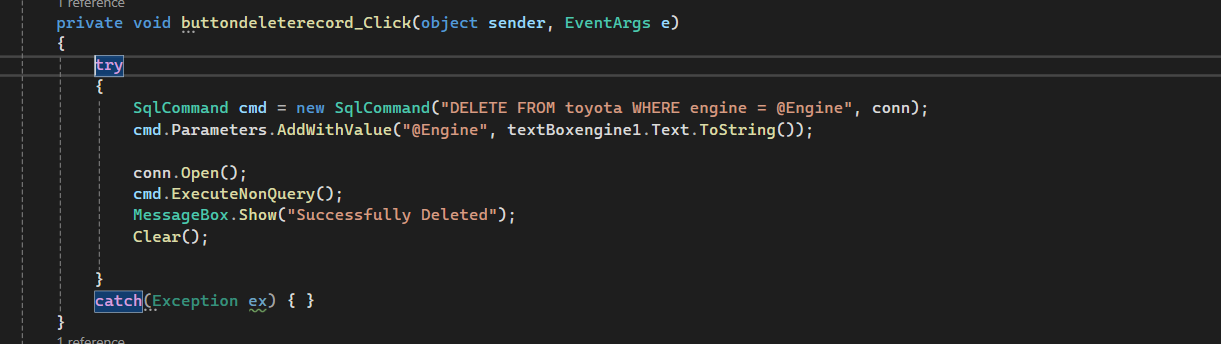 1 reference
private void buttondeleterecord_Click(object sender, EventArgs e)
{
try
{
SqlCommand cmd = new SqlCommand("DELETE FROM toyota WHERE engine = @Engine", conn);
cmd.Parameters.AddWithValue("@Engine", textBoxengine1.Text.ToString());
conn.Open();
cmd.ExecuteNonQuery();
MessageBox.Show("Successfully Deleted");
Clear();
}
catch(Exception ex) { }
}
1 reference